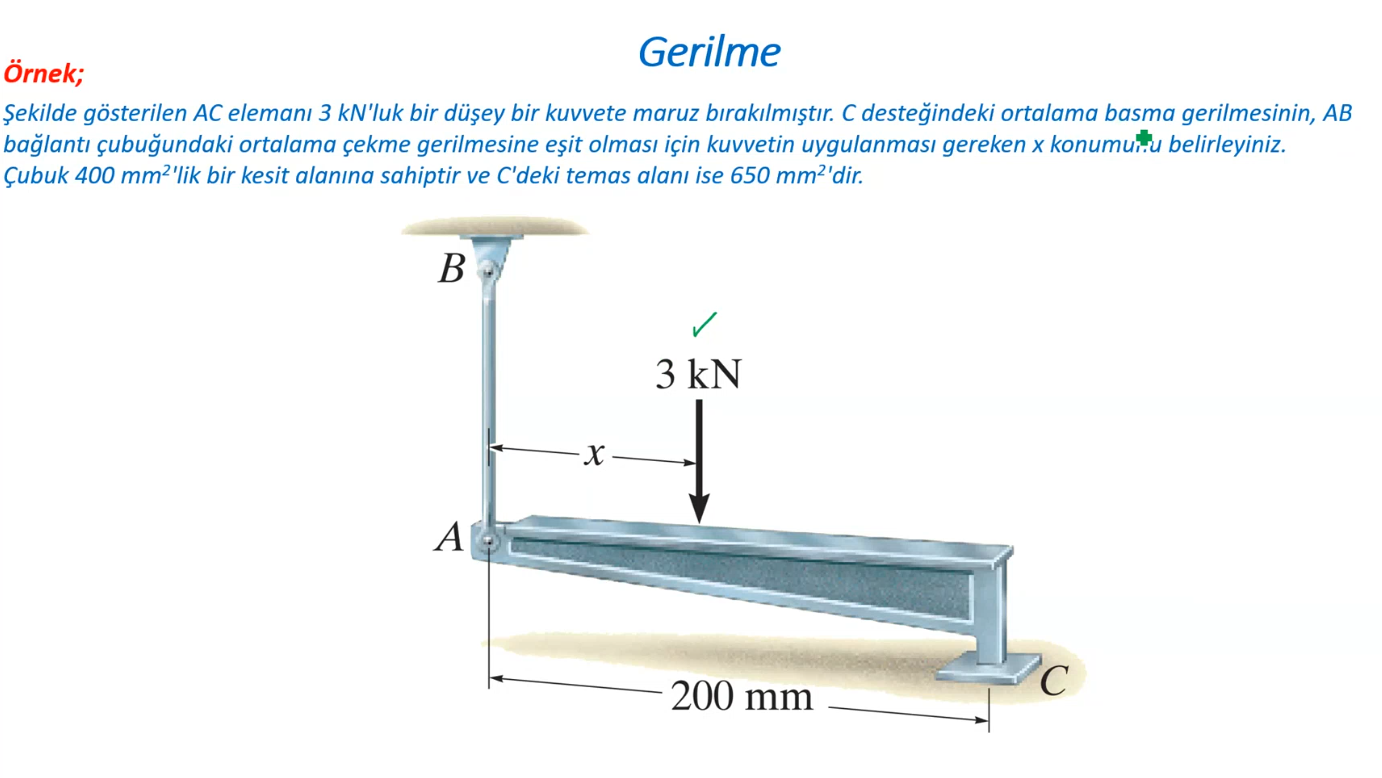 Gerilme
Örnek;
Şekilde gösterilen AC elemanı 3 kN'luk bir düşey bir kuvvete maruz bırakılmıştır. C desteğindeki ortalama basma gerilmesinin, AB
bağlantı çubuğundaki ortalama çekme gerilmesine eşit olması için kuvvetin uygulanması gereken x konumunu belirleyiniz.
Çubuk 400 mm²'lik bir kesit alanına sahiptir ve C'deki temas alanı ise 650 mm²'dir.
B
3 kN
x
A
C
200 mm